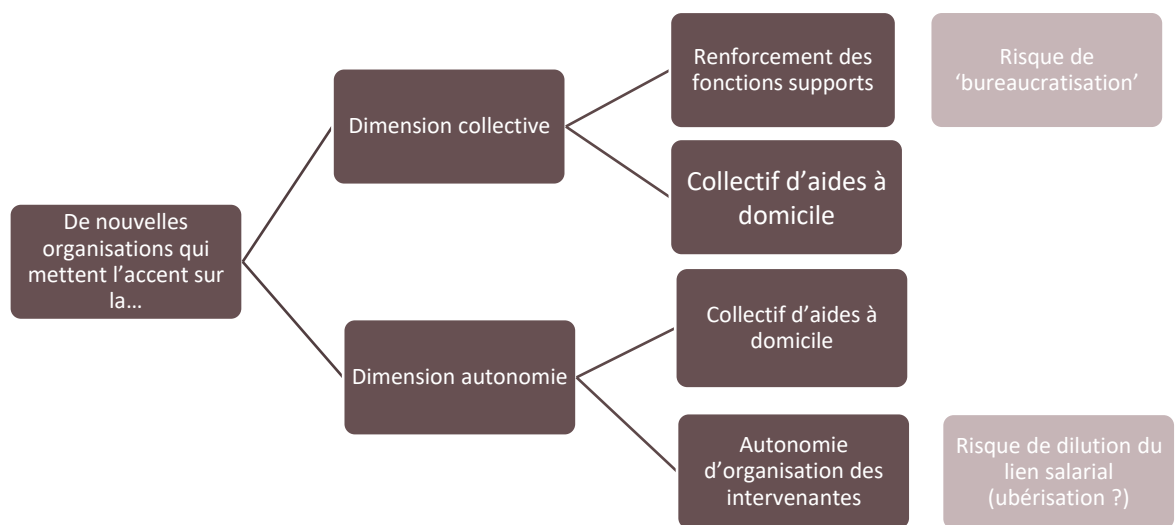 De nouvelles
organisations qui
mettent l’accent sur
la…
Dimension collective
Renforcement des
fonctions supports
Risque de
‘bureaucratisation’
Collectif d’aides à
domicile
Dimension autonomie
Collectif d’aides à
domicile
Autonomie
d’organisation des
intervenantes
Risque de dilution du
lien salarial
(ubérisation ?)